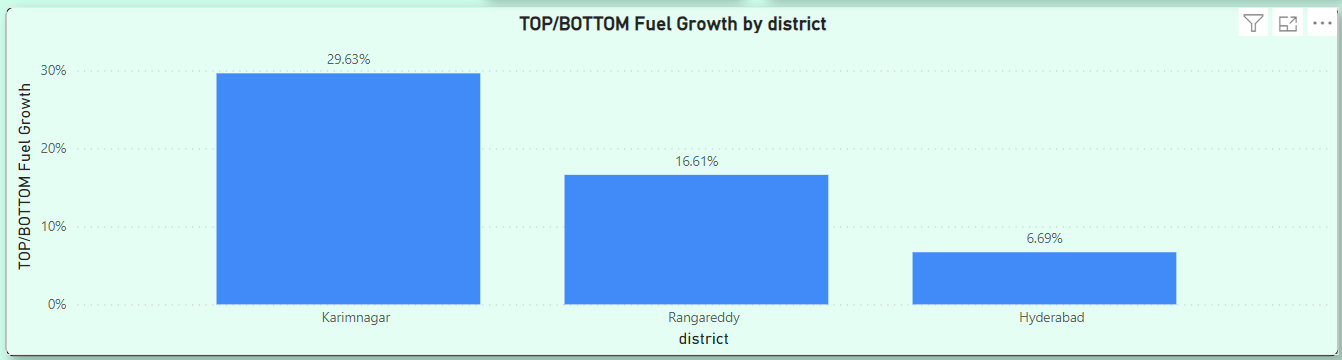 TOP/BOTTOM Fuel Growth by district
TOP/BOTTOM Fuel Growth
30%
20%
10%
0%
29.63%
16.61%
6.69%
Karimnagar
Rangareddy
Hyderabad
district